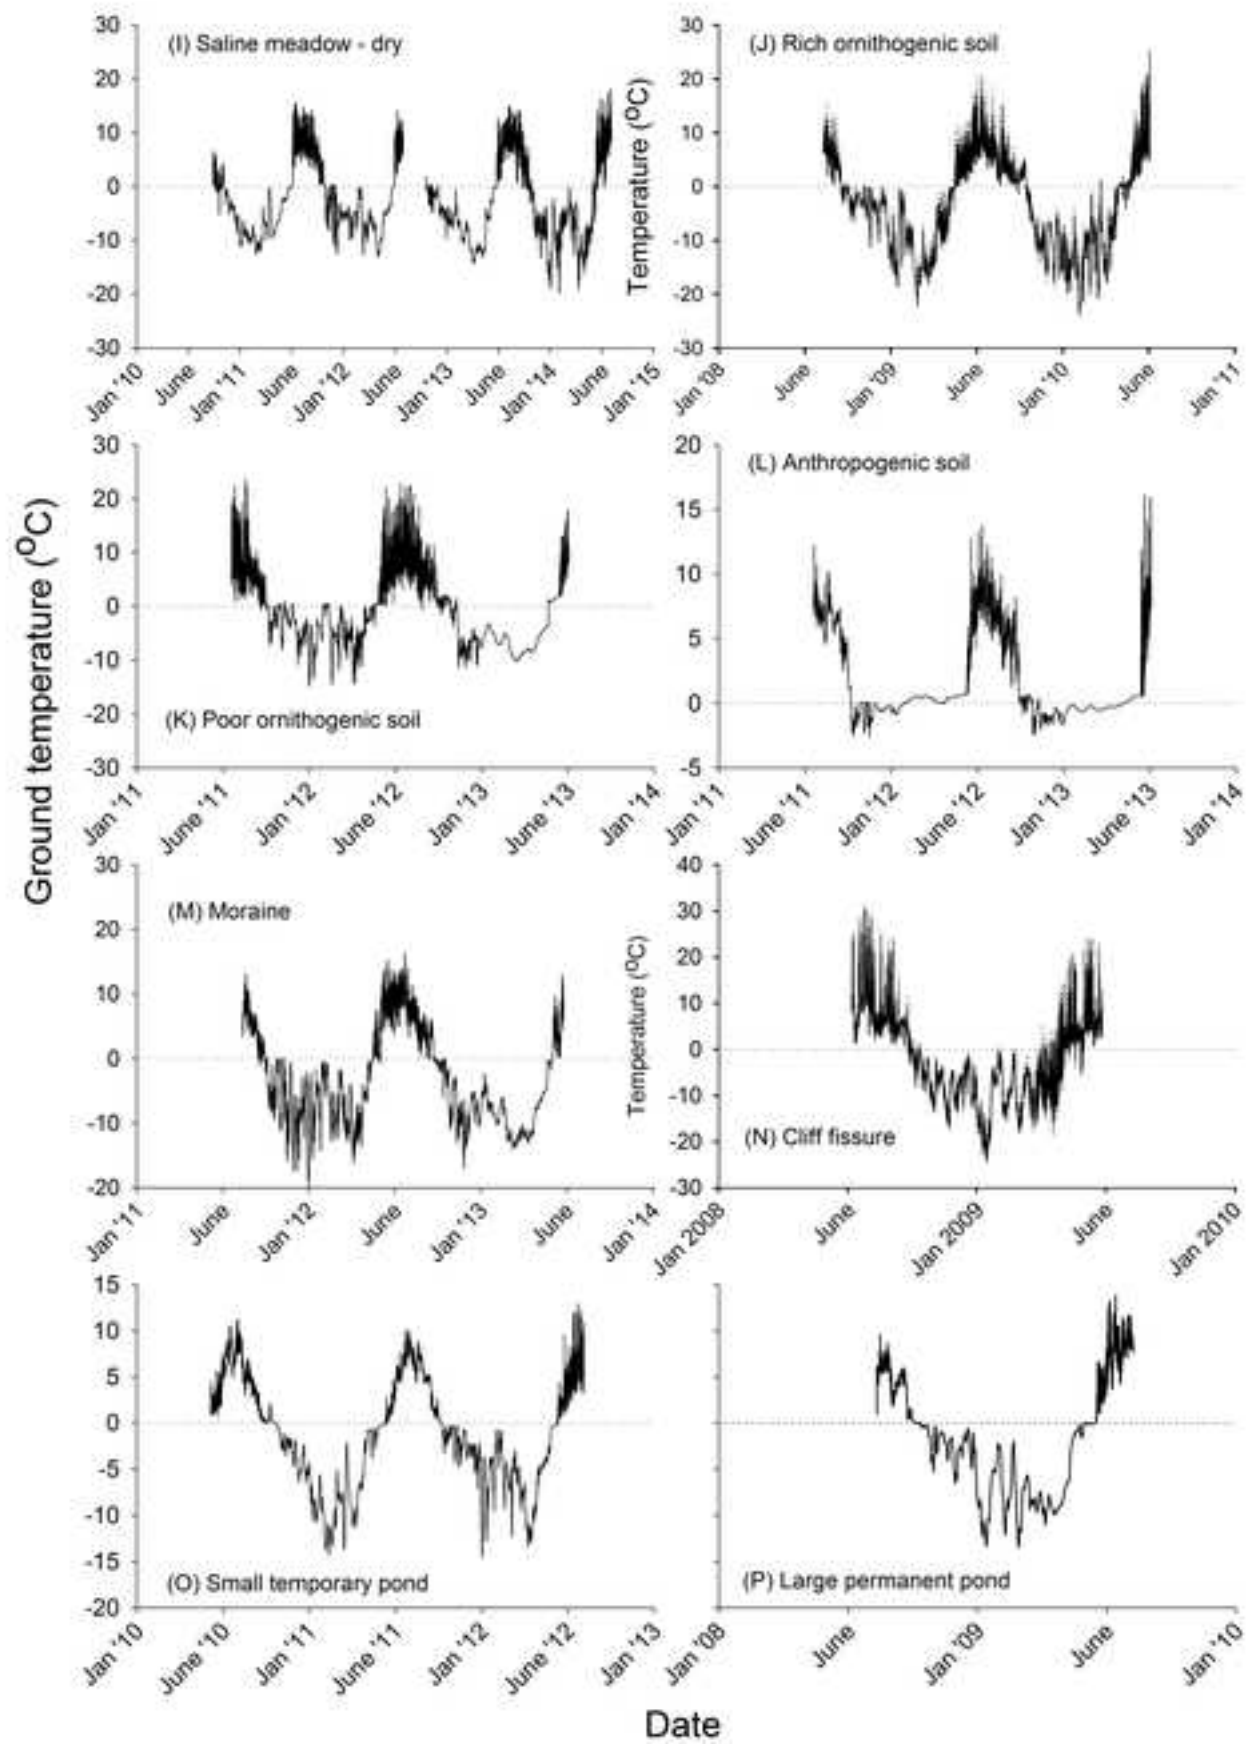 30
20
10
0
-10
-20
-30
(I) Saline meadow - dry
Jan '10
June
Jan '11
June
Jan '12
June
Jan '13
June
Jan '14
June
Jan '15
Temperature (ºC)
30
20
10
0
-10
-20
-30
(J) Rich ornithogenic soil
Jan '08
June
Jan '09
June
Jan '10
June
Jan '11
Ground temperature (ºC)
30
20
10
0
-10
-20
-30
(K) Poor ornithogenic soil
Jan '11
June '11
Jan '12
June '12
Jan '13
June '13
Jan '14
20
15
10
5
0
-5
(L) Anthropogenic soil
Jan '11
June '11
Jan '12
June '12
Jan '13
June '13
Jan '14
30
20
10
0
-10
-20
(M) Moraine
Jan '11
June
Jan '12
June
Jan '13
June
Jan '14
Temperature (ºC)
40
30
20
10
0
-10
-20
-30
(N) Cliff fissure
Jan 2008
June
Jan 2009
June
Jan 2010
15
10
5
0
-5
-10
-15
-20
(O) Small temporary pond
Jan '10
June '10
Jan '11
June '11
Jan '12
June '12
Jan '13
(P) Large permanent pond
Jan '08
June
Jan '09
June
Jan '10
Date